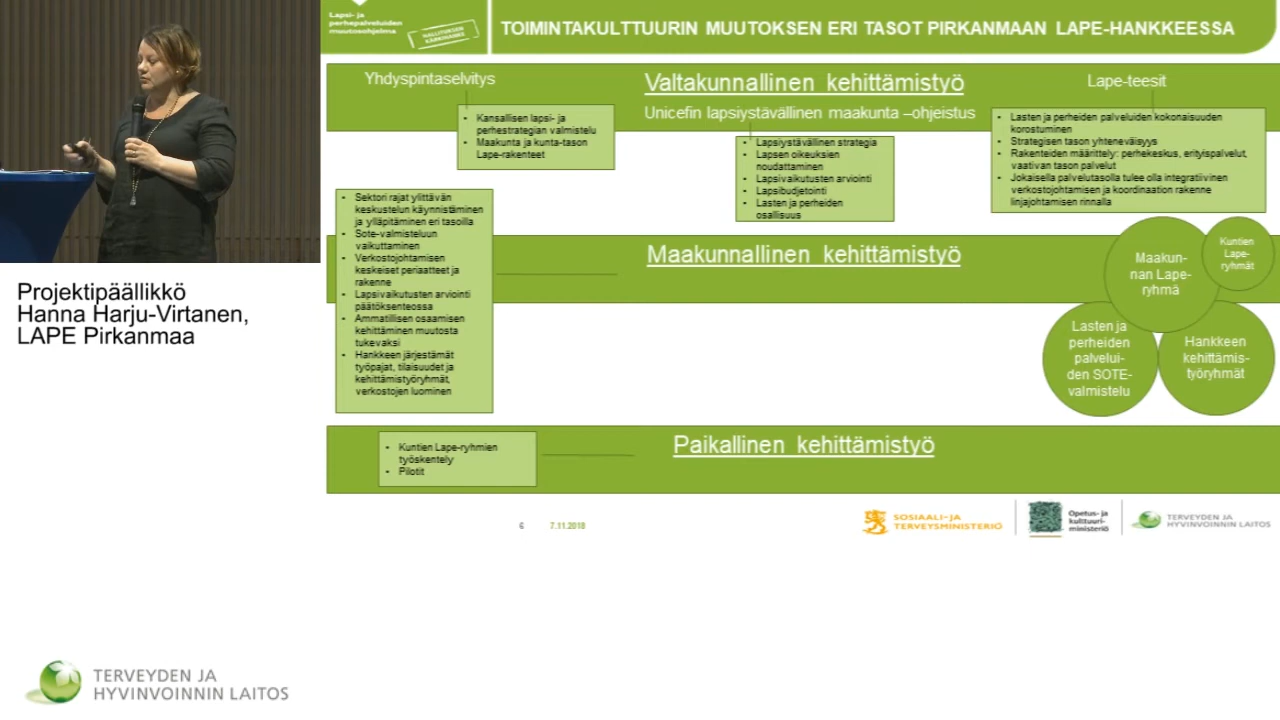 Lapsi- ja
perhepalveluiden
muutosohjelma
HALLITUKSEN
KÄRKIHANKE
TOIMINTAKULTTUURIN MUUTOKSEN ERI TASOT PIRKANMAAN LAPE-HANKKEESSA
Yhdyspintaselvitys
Valtakunnallinen kehittämistyö
Lape-teesit
Unicefin lapsiystävällinen maakunta –ohjeistus
• Kansallisen lapsi- ja
perhestrategian valmistelu
• Maakunta ja kunta-tason
Lape-rakenteet
• Lapsiystävällinen strategia
• Lapsen oikeuksien
noudattaminen
• Lapsivaikutusten arviointi
• Lapsibudjetointi
• Lasten ja perheiden
osallisuus
• Lasten ja perheiden palveluiden kokonaisuuden
korostuminen
• Strategisen tason yhteneväisyys
• Rakenteiden määrittely: perhekeskus, erityispalvelut,
vaativan tason palvelut
• Jokaisella palvelutasolla tulee olla integratiivinen
verkostojohtamisen ja koordinaation rakenne
linjajohtamisen rinnalla
• Sektori rajat ylittävän
keskustelun käynnistäminen
ja ylläpitäminen eri tasoilla
• Sote-valmisteluun
vaikuttaminen
• Verkostojohtamisen
keskeiset periaatteet ja
rakenne
• Lapsivaikutusten arviointi
päätöksenteossa
• Ammatillisen osaamisen
kehittäminen muutosta
tukevaksi
• Hankkeen järjestämät
työpajat, tilaisuudet ja
kehittämistyöryhmät,
verkostojen luominen
Maakunnallinen kehittämistyö
Maakun-
nan Lape-
ryhmä
Kuntien
Lape-
ryhmät
Lasten ja
perheiden
palvelui-
den SOTE-
valmistelu
Hankkeen
kehittämis-
työryhmät
Projektipäällikkö
Hanna Harju-Virtanen,
LAPE Pirkanmaa
Paikallinen kehittämistyö
• Kuntien Lape-ryhmien
työskentely
• Pilotit
6
7.11.2018
SOSIAALI- JA
TERVEYSMINISTERIÖ
Opetus- ja
kulttuuri-
ministeriö
TERVEYDEN JA
HYVINVOINNIN LAITOS
TERVEYDEN JA
HYVINVOINNIN LAITOS